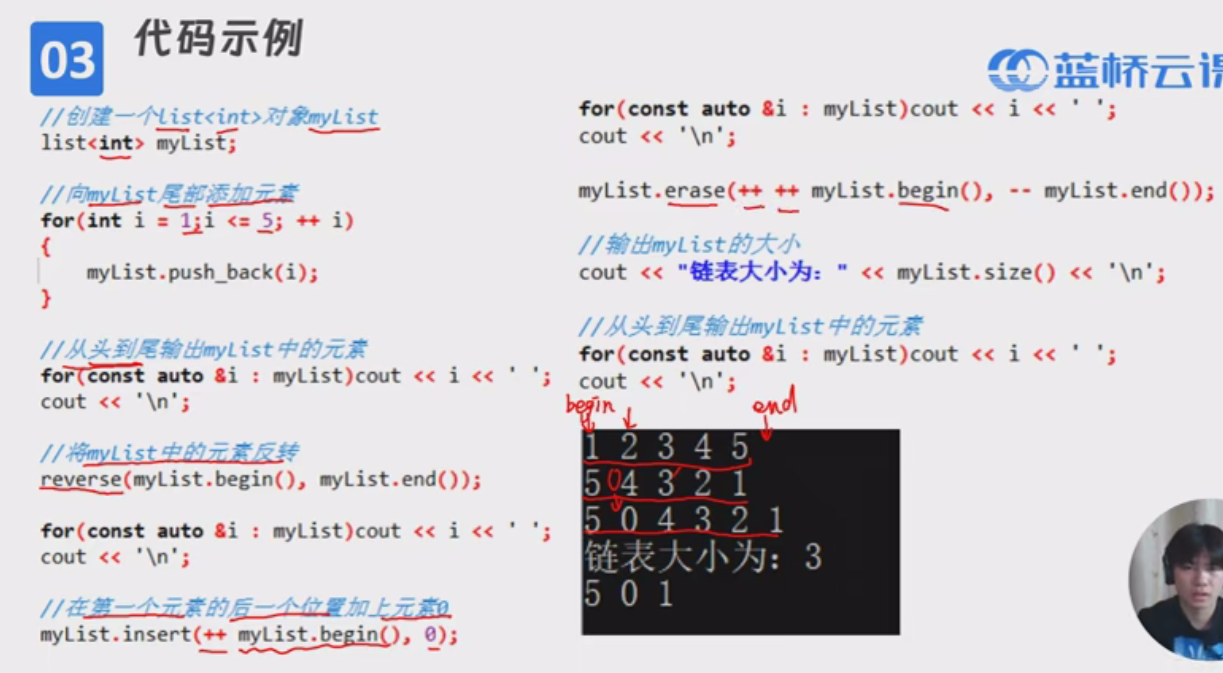 03
代码示例
蓝桥云课
//创建一个list<int>对象myList
list<int> myList;
//向myList尾部添加元素
for(int i = 1;i <= 5; ++ i)
{
myList.push_back(i);
}
//从头到尾输出myList中的元素
for(const auto &i : myList)cout << i << ' ';
cout << '\n';
//将myList中的元素反转
reverse(myList.begin(), myList.end());
for(const auto &i : myList)cout << i << ' ';
cout << '\n';
//在第一个元素的后一个位置加上元素0
myList.insert(++ myList.begin(), 0);
for(const auto &i : myList)cout << i << ' ';
cout << '\n';
myList.erase(++ ++ myList.begin(), -- myList.end());
//输出myList的大小
cout << "链表大小为：" << myList.size() << '\n';
//从头到尾输出myList中的元素
for(const auto &i : myList)cout << i << ' ';
cout << '\n';
begin
end
1 2 3 4 5
5 0 4 3 2 1
5 0 4 3 2 1
链表大小为：3
5 0 1